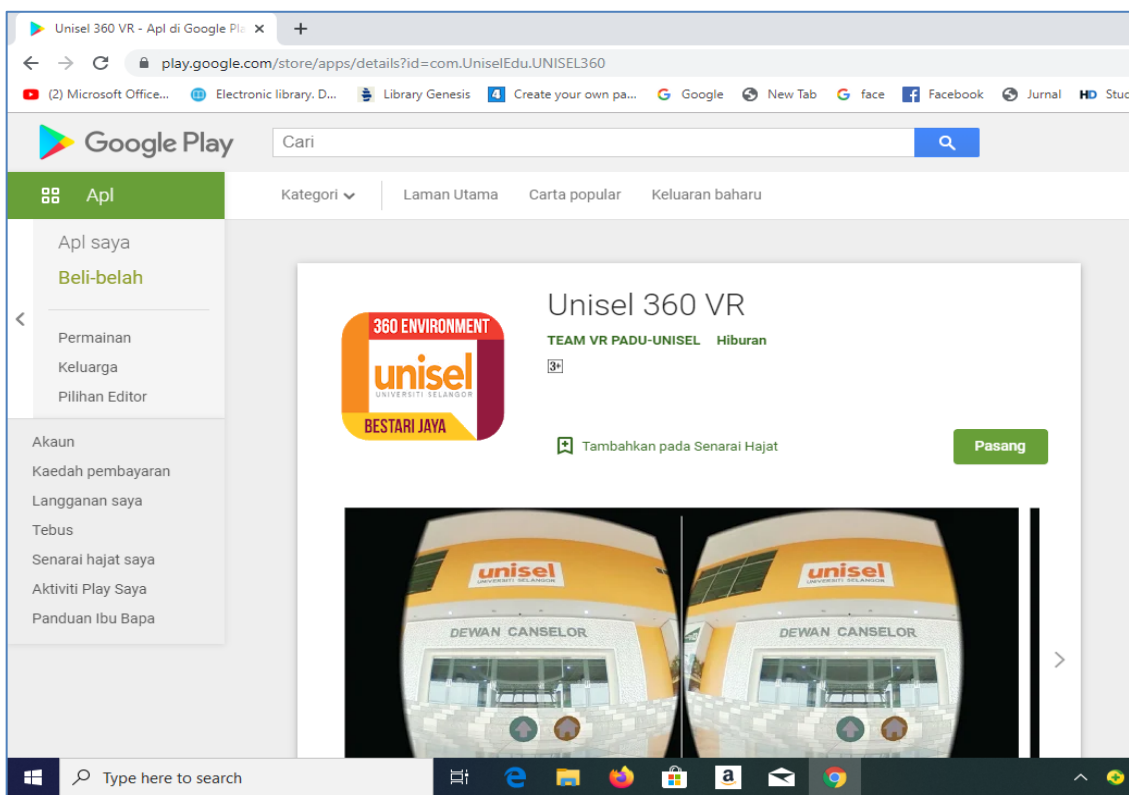 Unisel 360 VR - Apl di Google Pla
play.google.com/store/apps/details?id=com.UniselEdu.UNISEL360
(2) Microsoft Office... Electronic library. D... Library Genesis Create your own pa... Google New Tab face Facebook Jurnal HD Stud
Google Play Cari
Apl Kategori Laman Utama Carta popular Keluaran baharu
Apl saya
Beli-belah
Permainan
Keluarga
Pilihan Editor
Akaun
Kaedah pembayaran
Langganan saya
Tebus
Senarai hajat saya
Aktiviti Play Saya
Panduan Ibu Bapa
360 ENVIRONMENT
unisel
UNIVERSITI SELANGOR
BESTARI JAYA
Unisel 360 VR
TEAM VR PADU-UNISEL Hiburan
3+
Tambahkan pada Senarai Hajat Pasang
unisel unisel
UNIVERSITI SELANGOR UNIVERSITI SELANGOR
DEWAN CANSELOR DEWAN CANSELOR
Type here to search